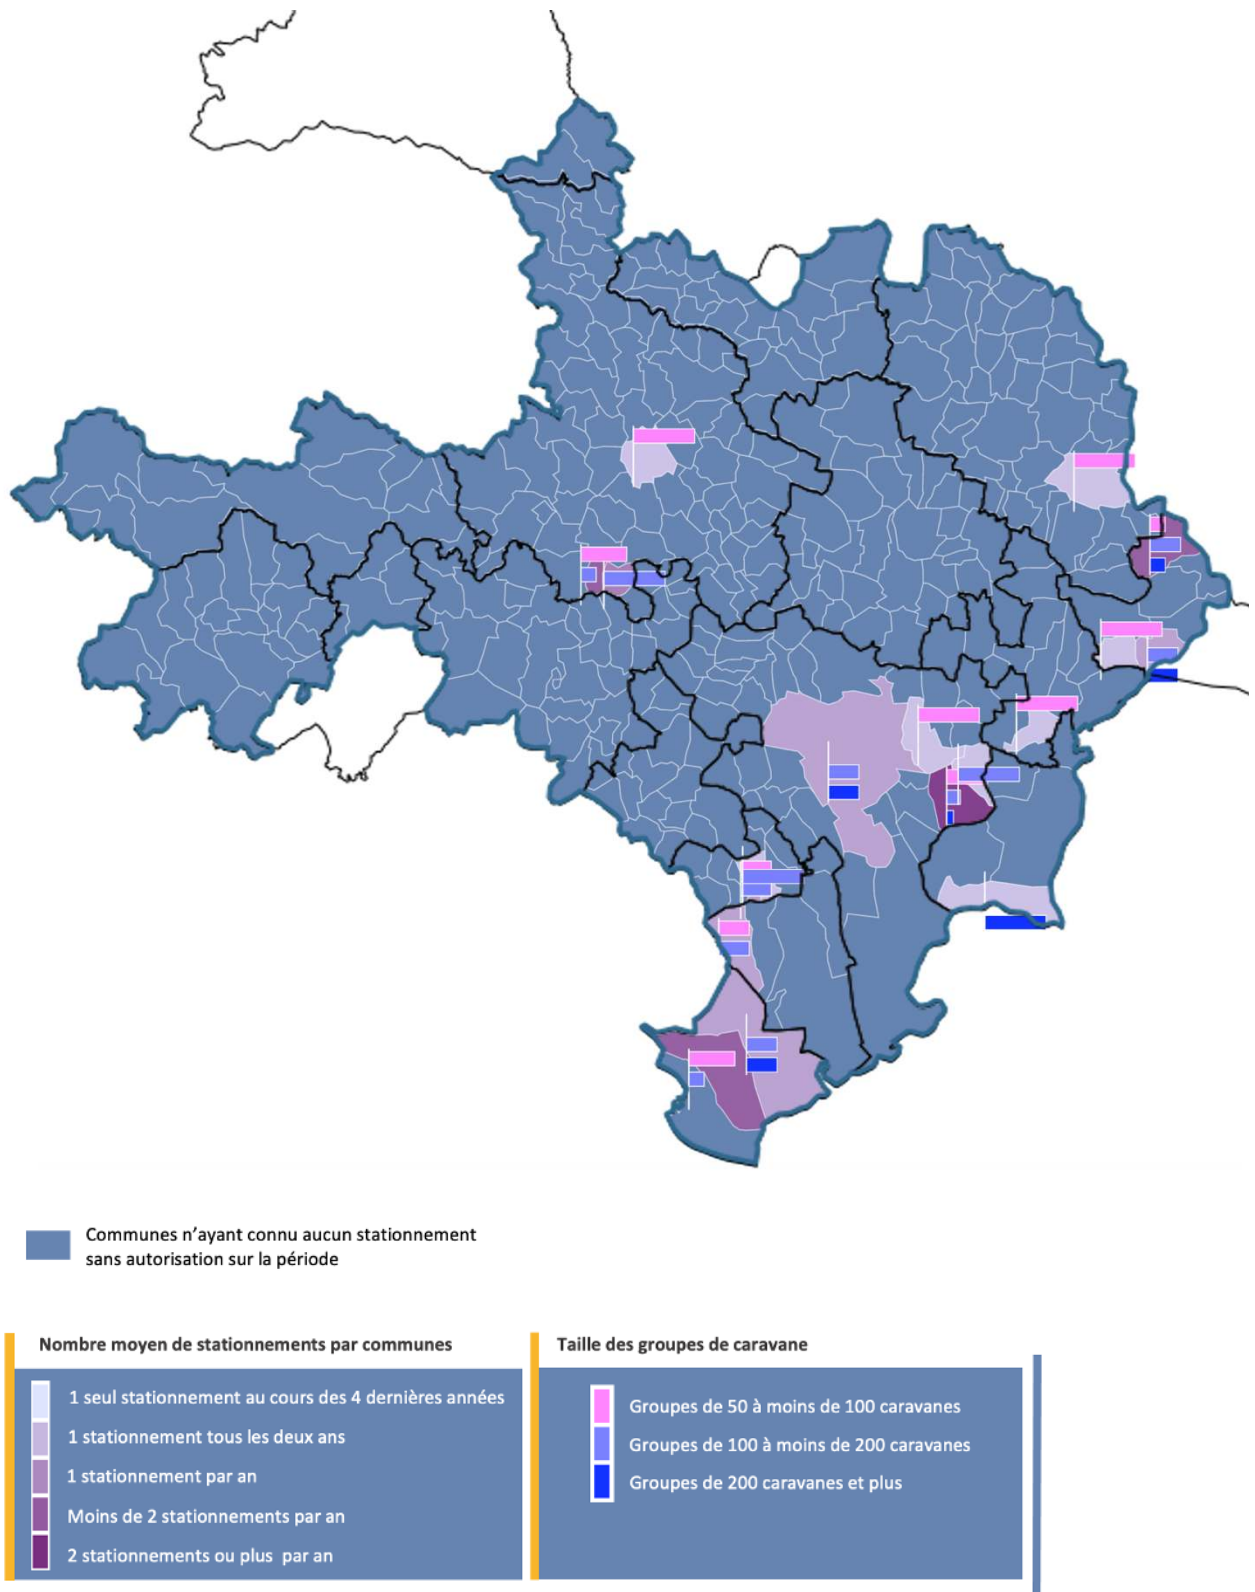 Communes n'ayant connu aucun stationnement
sans autorisation sur la période
Nombre moyen de stationnements par communes
1 seul stationnement au cours des 4 dernières années
1 stationnement tous les deux ans
1 stationnement par an
Moins de 2 stationnements par an
2 stationnements ou plus par an
Taille des groupes de caravane
Groupes de 50 à moins de 100 caravanes
Groupes de 100 à moins de 200 caravanes
Groupes de 200 caravanes et plus